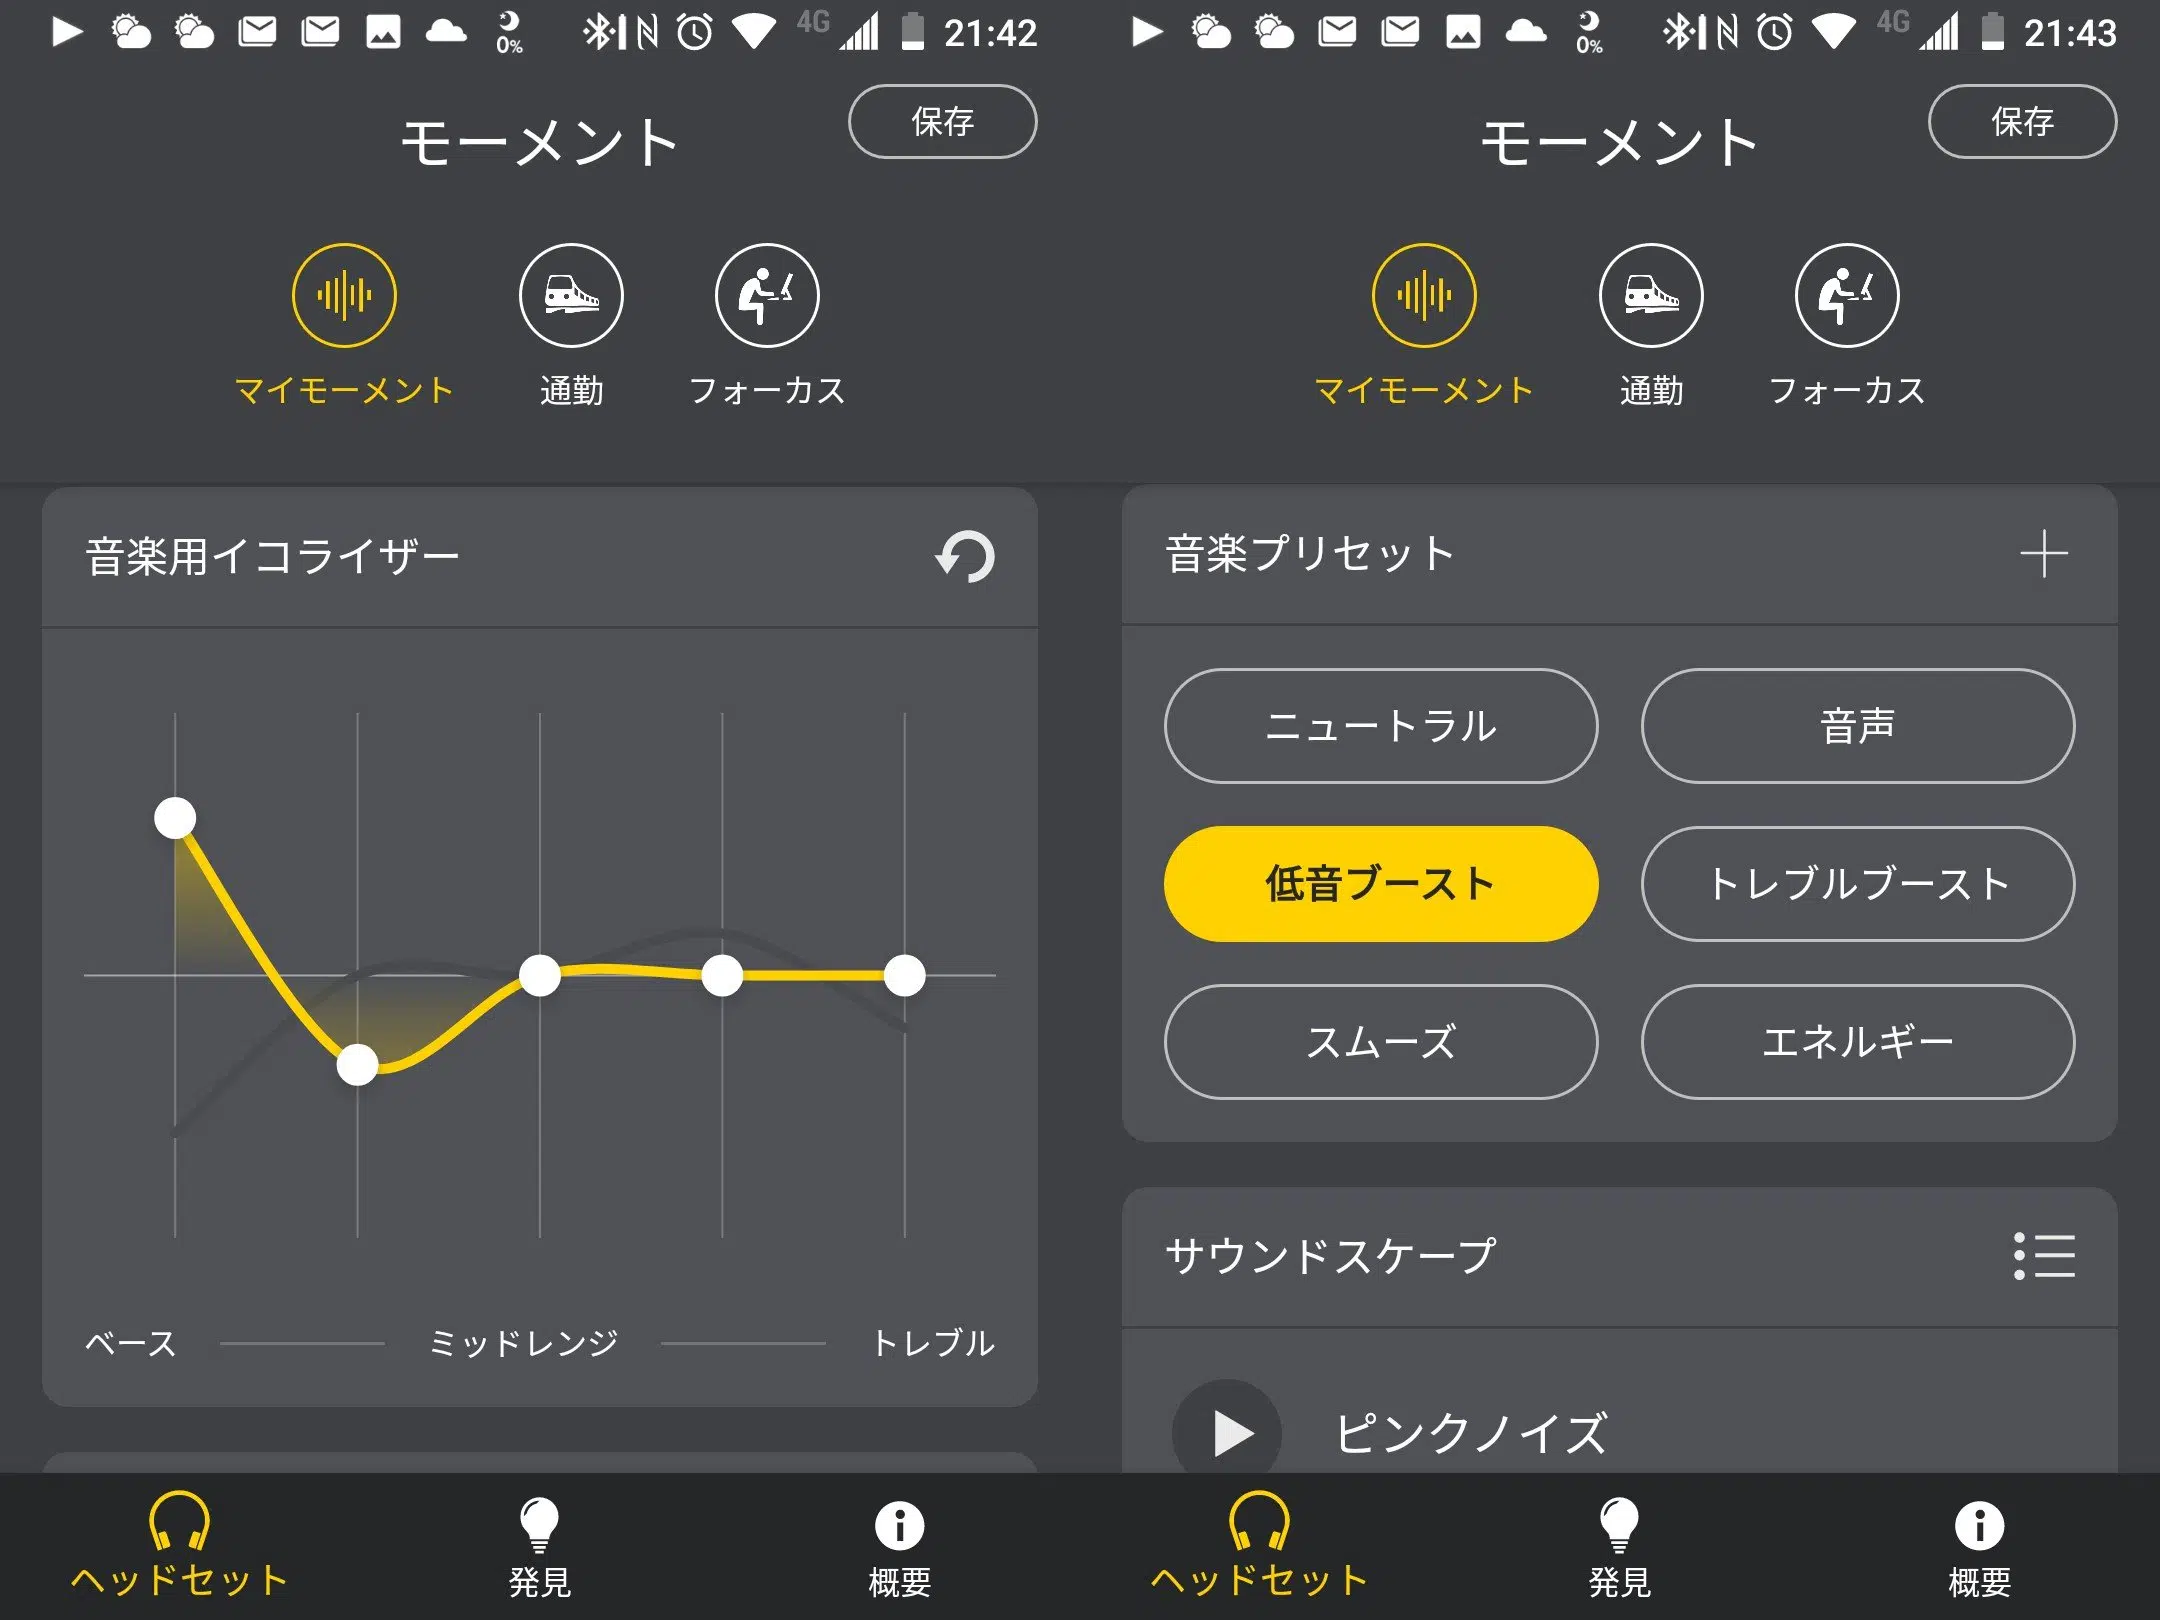 0%
4G
21:42
モーメント
保存
マイモーメント
通勤
フォーカス
音楽用イコライザー
ベース
ミッドレンジ
トレブル
ヘッドセット
発見
概要
0%
4G
21:43
モーメント
保存
マイモーメント
通勤
フォーカス
音楽プリセット
ニュートラル
音声
低音ブースト
トレブルブースト
スムーズ
エネルギー
サウンドスケープ
ピンクノイズ
ヘッドセット
発見
概要